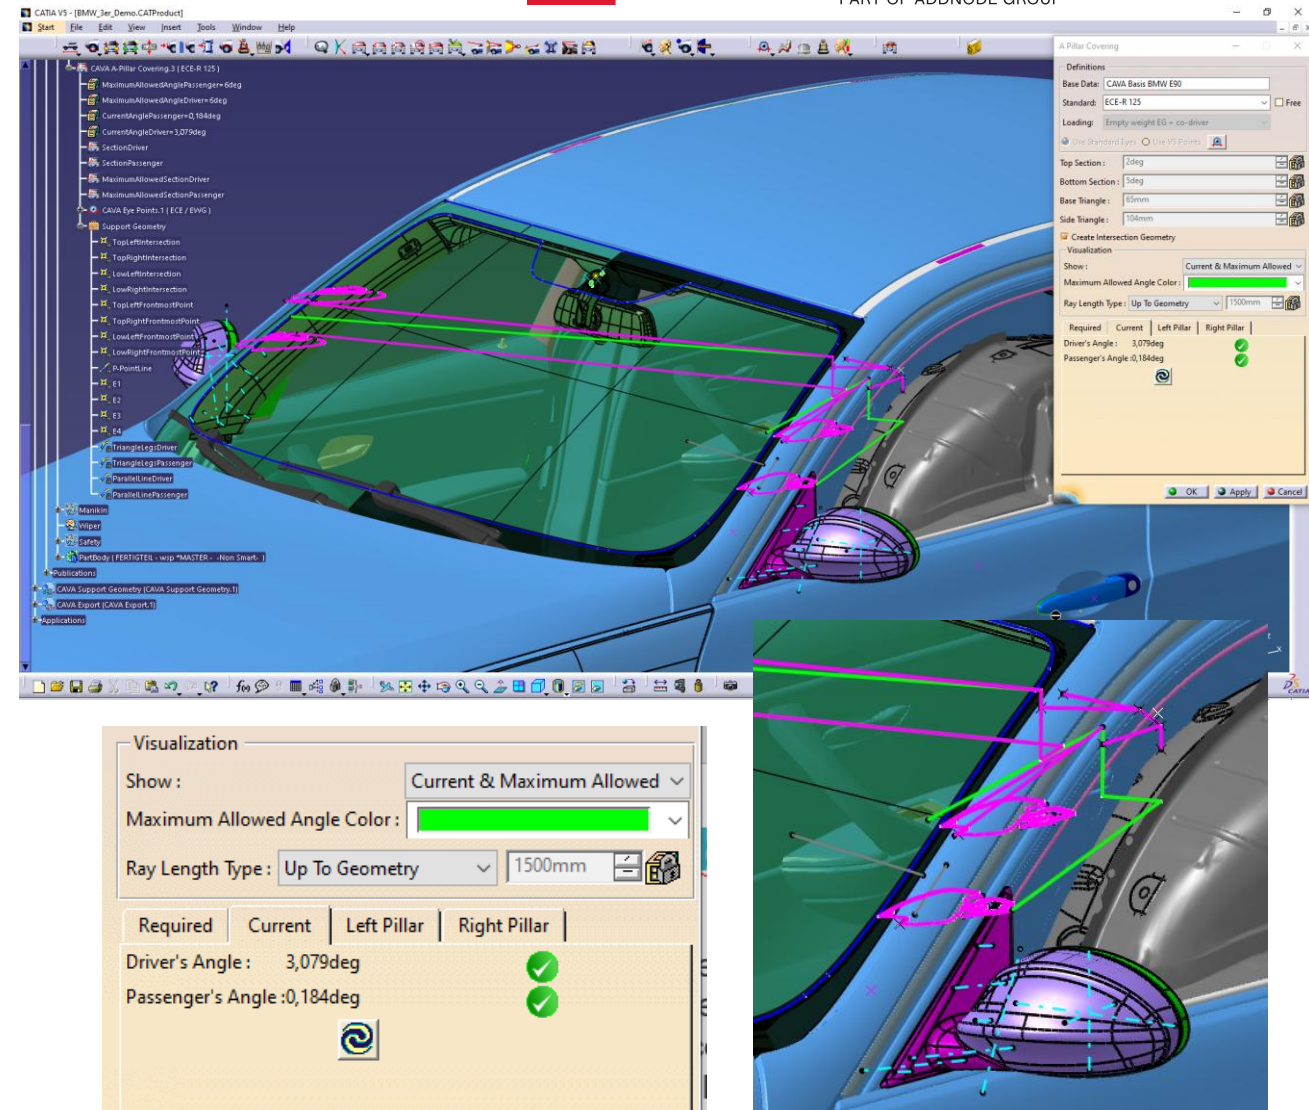 PART OF ADDNODE GROUP
CATIA V5 - [BMW_3er_Demo.CATProduct]
Start File Edit View Insert Tools Window Help
CAVA A-Pillar Covering.3 ( ECE-R 125 )
MaximumAllowedAnglePassenger=6deg
MaximumAllowedAngleDriver=6deg
CurrentAnglePassenger=0,184deg
CurrentAngleDriver=3,079deg
SectionDriver
SectionPassenger
MaximumAllowedSectionDriver
MaximumAllowedSectionPassenger
CAVA Eye Points.1 ( ECE / EWG )
Support Geometry
TopLeftIntersection
TopRightIntersection
LowLeftIntersection
LowRightIntersection
TopLeftFrontmostPoint
TopRightFrontmostPoint
LowLeftFrontmostPoint
LowRightFrontmostPoint
P-PointLine
E1
E2
E3
E4
TriangleLegsDriver
TriangleLegsPassenger
ParallelLineDriver
ParallelLinePassenger
Manikin
Wiper
Safety
PartBody ( FERTIGTEIL - wsp *MASTER - -Non Smart- )
Publications
CAVA Support Geometry (CAVA Support Geometry.1)
CAVA Export (CAVA Export.1)
Applications
A Pillar Covering
Definitions
Base Data: CAVA Basis BMW E90
Standard: ECE-R 125 Free
Loading: Empty weight EG + co-driver
Use Standard Eyes Use V5 Points
Top Section : 2deg
Bottom Section : 5deg
Base Triangle : 65mm
Side Triangle : 104mm
Create Intersection Geometry
Visualization
Show : Current & Maximum Allowed
Maximum Allowed Angle Color :
Ray Length Type : Up To Geometry 1500mm
Required Current Left Pillar Right Pillar
Driver's Angle : 3,079deg
Passenger's Angle :0,184deg
OK Apply Cancel
CATIA
Visualization
Show : Current & Maximum Allowed
Maximum Allowed Angle Color :
Ray Length Type : Up To Geometry 1500mm
Required Current Left Pillar Right Pillar
Driver's Angle : 3,079deg
Passenger's Angle :0,184deg